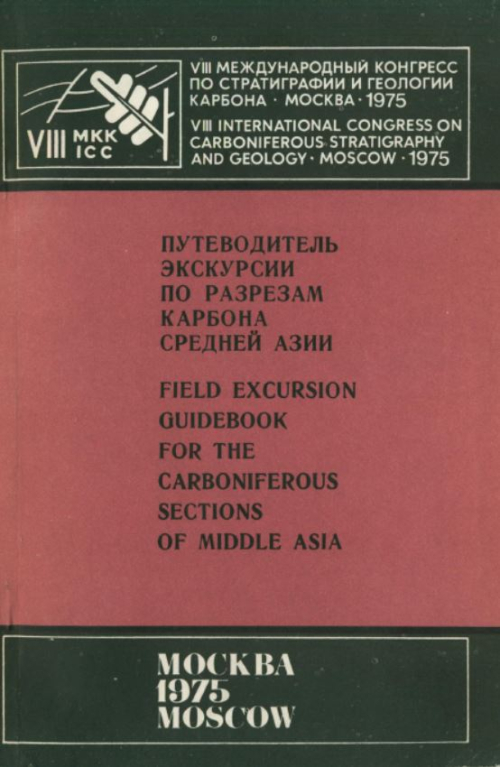 VIII МКК
ICC
VIII МЕЖДУНАРОДНЫЙ КОНГРЕСС
ПО СТРАТИГРАФИИ И ГЕОЛОГИИ
КАРБОНА · МОСКВА · 1975
VIII INTERNATIONAL CONGRESS ON
CARBONIFEROUS STRATIGRAPHY
AND GEOLOGY · MOSCOW · 1975
ПУТЕВОДИТЕЛЬ
ЭКСКУРСИИ
ПО РАЗРЕЗАМ
КАРБОНА
СРЕДНЕЙ АЗИИ
FIELD EXCURSION
GUIDEBOOK
FOR THE
CARBONIFEROUS
SECTIONS
OF MIDDLE ASIA
МОСКВА
1975
MOSCOW